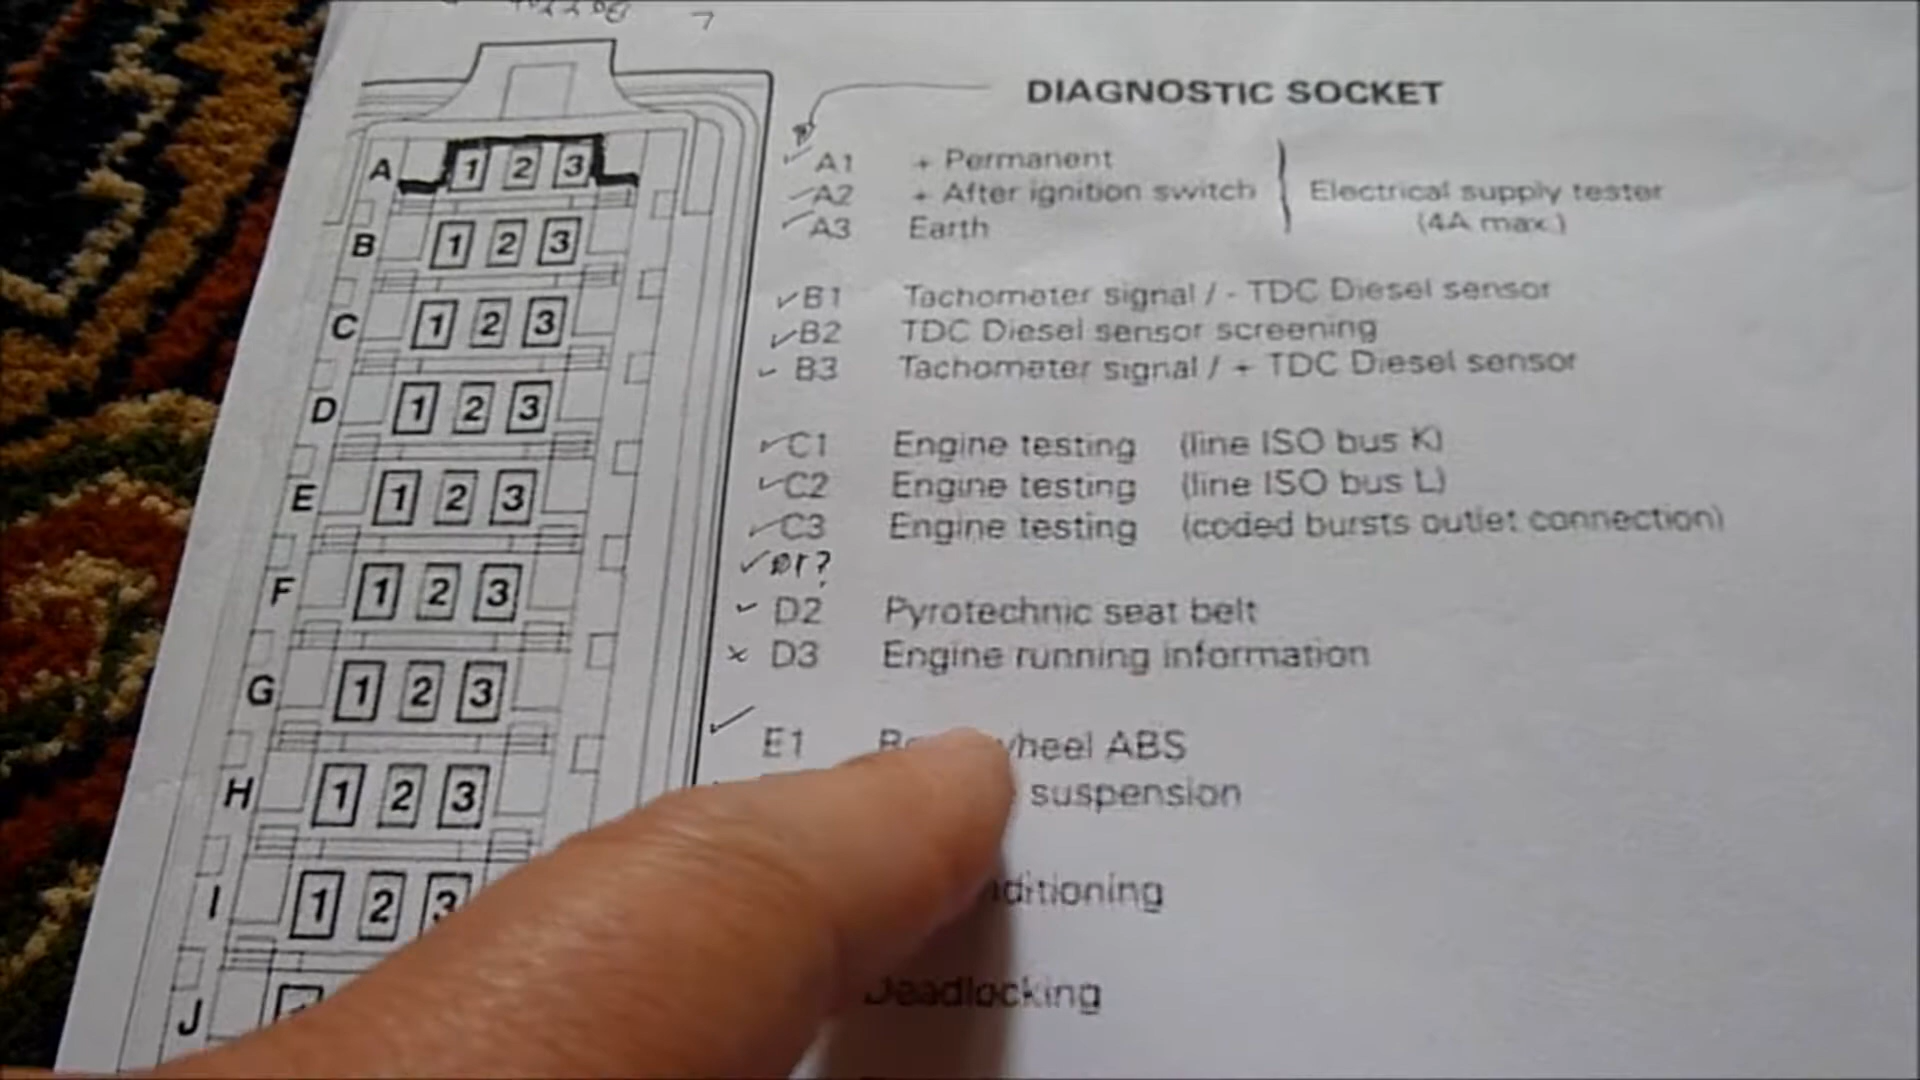 DIAGNOSTIC SOCKET
A 1 2 3
B 1 2 3
C 1 2 3
D 1 2 3
E 1 2 3
F 1 2 3
G 1 2 3
H 1 2 3
I 1 2 3
J
A1 + Permanent
A2 + After ignition switch
A3 Earth
Electrical supply tester
(4A max.)
B1 Tachometer signal / - TDC Diesel sensor
B2 TDC Diesel sensor screening
B3 Tachometer signal / + TDC Diesel sensor
C1 Engine testing (line ISO bus K)
C2 Engine testing (line ISO bus L)
C3 Engine testing (coded bursts outlet connection)
or?
D2 Pyrotechnic seat belt
D3 Engine running information
E1 wheel ABS
suspension
ditioning
Deadlocking